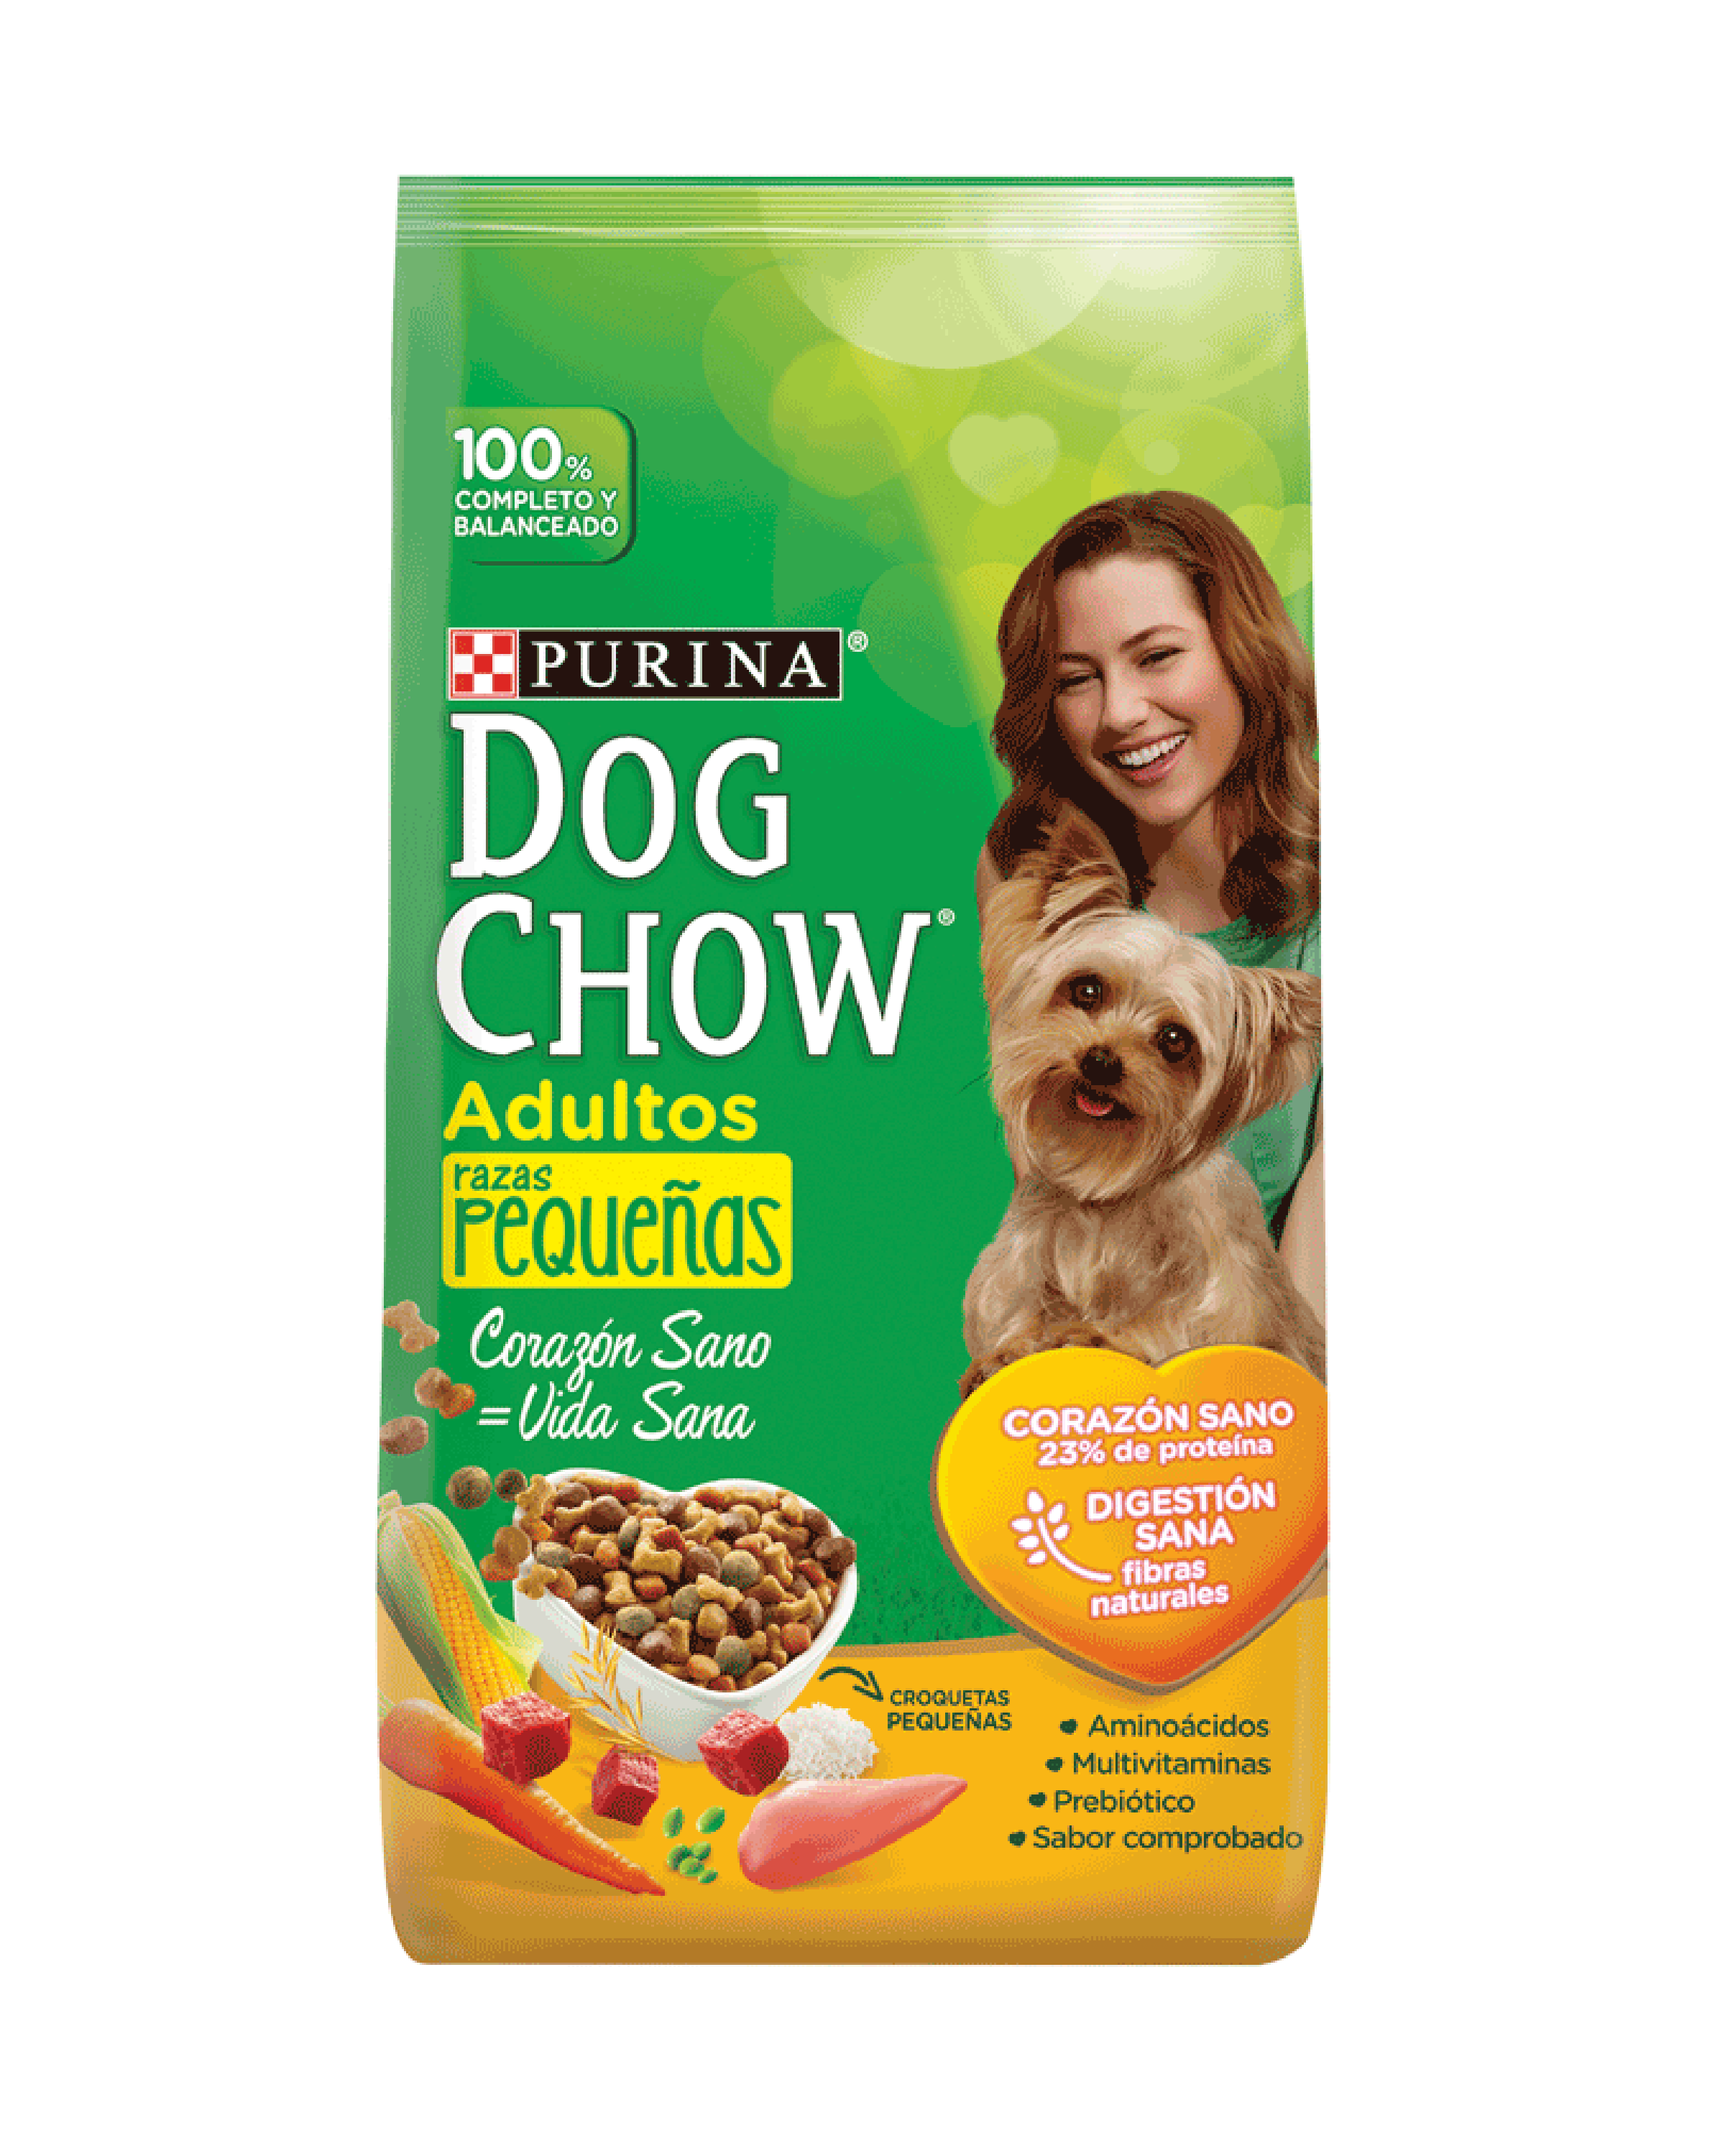 100%
COMPLETO Y
BALANCEADO
PURINA®
DOG
CHOW®
Adultos
razas
Pequeñas
Corazón Sano
=Vida Sana
CORAZÓN SANO
23% de proteína
DIGESTIÓN
SANA
fibras
naturales
CROQUETAS
PEQUEÑAS
Aminoácidos
Multivitaminas
Prebiótico
Sabor comprobado